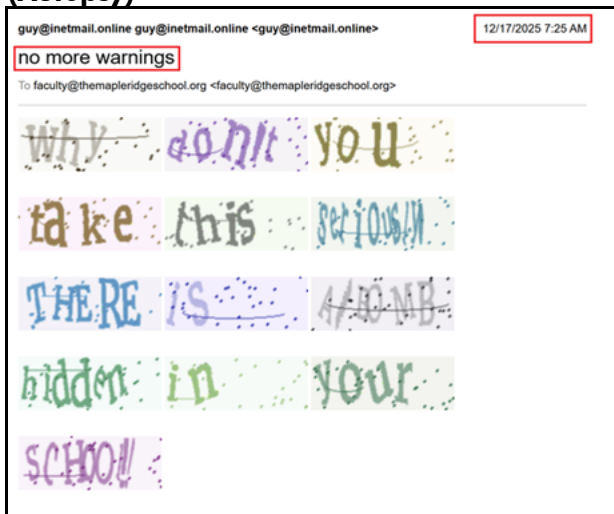 guy@inetmail.online guy@inetmail.online <guy@inetmail.online> 12/17/2025 7:25 AM
no more warnings
To faculty@themapleridgeschool.org <faculty@themapleridgeschool.org>
why don't you
take this seriously
THERE IS A/BOMB
hidden in your
SCHOOl!